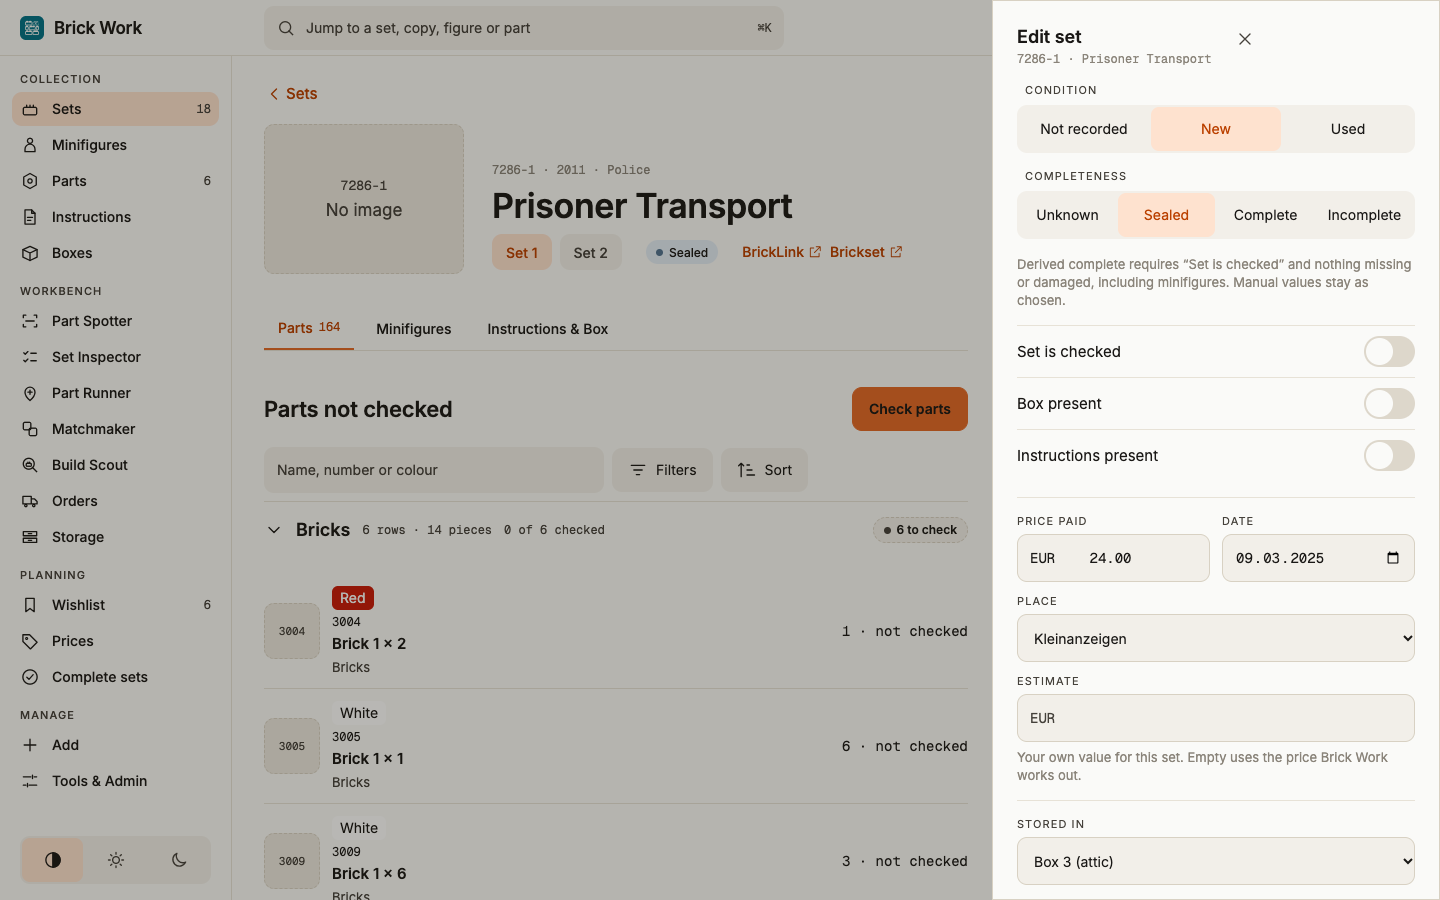 Brick Work
Jump to a set, copy, figure or part
⌘K
COLLECTION
Sets 18
Minifigures
Parts 6
Instructions
Boxes
WORKBENCH
Part Spotter
Set Inspector
Part Runner
Matchmaker
Build Scout
Orders
Storage
PLANNING
Wishlist 6
Prices
Complete sets
MANAGE
Add
Tools & Admin
Sets
7286-1
No image
7286-1 · 2011 · Police
Prisoner Transport
Set 1 Set 2 Sealed BrickLink Brickset
Parts 164 Minifigures Instructions & Box
Parts not checked
Check parts
Name, number or colour
Filters
Sort
Bricks 6 rows · 14 pieces 0 of 6 checked
6 to check
3004
Red
3004
Brick 1 × 2
Bricks
1 · not checked
3005
White
3005
Brick 1 × 1
Bricks
6 · not checked
3009
White
3009
Brick 1 × 6
Bricks
3 · not checked
Edit set
7286-1 · Prisoner Transport
CONDITION
Not recorded New Used
COMPLETENESS
Unknown Sealed Complete Incomplete
Derived complete requires “Set is checked” and nothing missing
or damaged, including minifigures. Manual values stay as
chosen.
Set is checked
Box present
Instructions present
PRICE PAID
EUR 24.00
DATE
09.03.2025
PLACE
Kleinanzeigen
ESTIMATE
EUR
Your own value for this set. Empty uses the price Brick Work
works out.
STORED IN
Box 3 (attic)